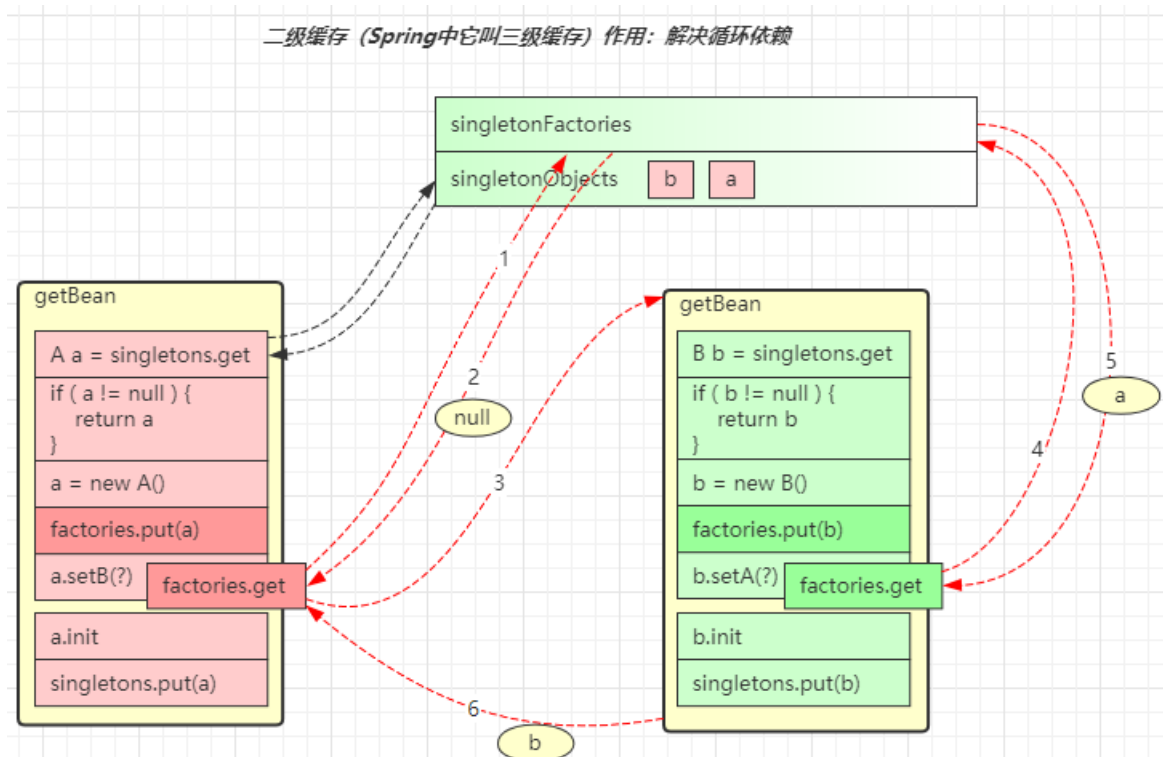 二级缓存（Spring中它叫三级缓存）作用：解决循环依赖
singletonFactories
singletonObjects
b
a
1
2
null
3
4
5
a
6
b
getBean
A a = singletons.get
if ( a != null ) {
return a
}
a = new A()
factories.put(a)
a.setB(?)
factories.get
a.init
singletons.put(a)
getBean
B b = singletons.get
if ( b != null ) {
return b
}
b = new B()
factories.put(b)
b.setA(?)
factories.get
b.init
singletons.put(b)